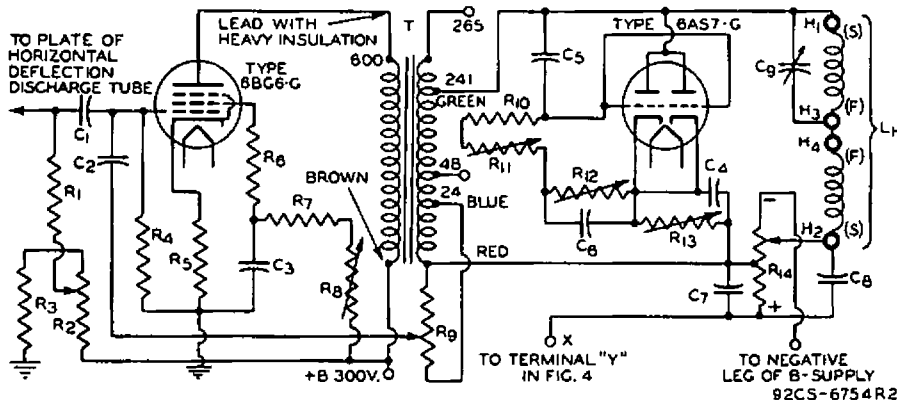 LEAD WITH
HEAVY INSULATION
T
265
TYPE 6AS7-G
H1 (S)
TO PLATE OF
HORIZONTAL
DEFLECTION
DISCHARGE TUBE
600
TYPE
6BG6-G
C5
C9
241
GREEN
R10
(F)
H3
LH
H4
C1
C2
R6
R11
48
(F)
R12
C4
BROWN
24
BLUE
R1
R7
C6
R13
H2 (S)
R4
R5
C3
RED
R14
R8
C7
C8
R3
R2
R9
+
X
+B 300V.
TO TERMINAL "Y"
IN FIG. 4
TO NEGATIVE
LEG OF B-SUPPLY
92CS-6754R2